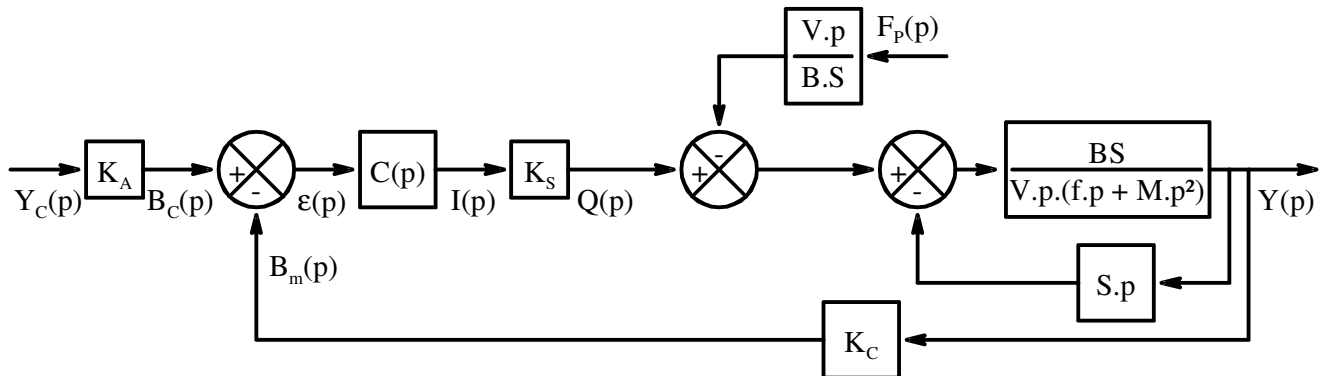 V.p
B.S
F_P(p)
-
+
K_A
+
-
C(p)
K_S
+
-
BS
V.p.(f.p + M.p²)
Y_C(p)
B_C(p)
ε(p)
I(p)
Q(p)
Y(p)
B_m(p)
S.p
K_C